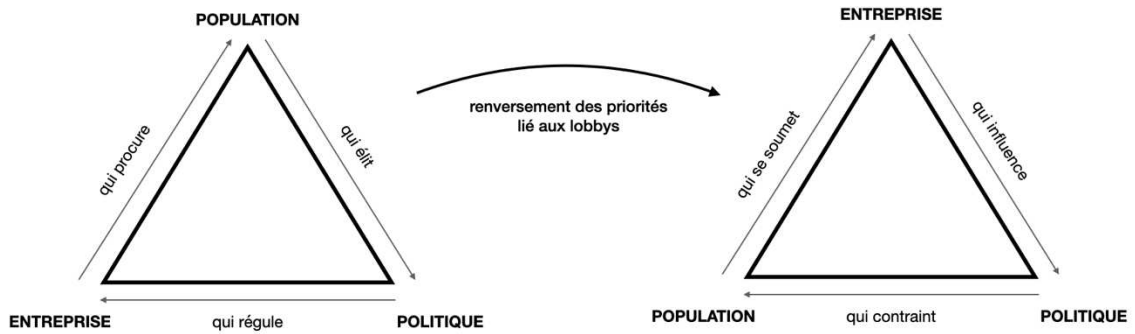 POPULATION
qui procure
qui élit
ENTREPRISE
qui régule
POLITIQUE
renversement des priorités
lié aux lobbys
ENTREPRISE
qui se soumet
qui influence
POPULATION
qui contraint
POLITIQUE